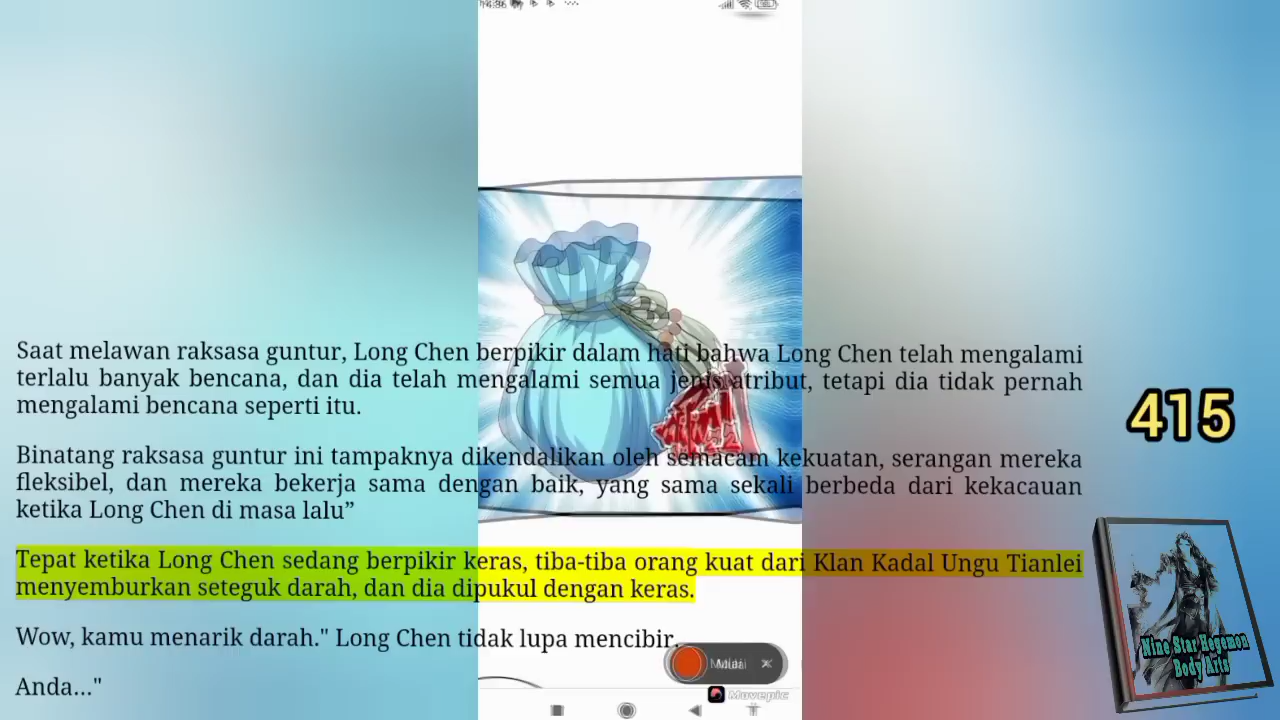 14:36
Saat melawan raksasa guntur, Long Chen berpikir dalam hati bahwa Long Chen telah mengalami
terlalu banyak bencana, dan dia telah mengalami semua jenis atribut, tetapi dia tidak pernah
mengalami bencana seperti itu.
Binatang raksasa guntur ini tampaknya dikendalikan oleh semacam kekuatan, serangan mereka
fleksibel, dan mereka bekerja sama dengan baik, yang sama sekali berbeda dari kekacauan
ketika Long Chen di masa lalu”
Tepat ketika Long Chen sedang berpikir keras, tiba-tiba orang kuat dari Klan Kadal Ungu Tianlei
menyemburkan seteguk darah, dan dia dipukul dengan keras.
Wow, kamu menarik darah." Long Chen tidak lupa mencibir.
Anda..."
415
Nine Star Hegemon
Body Arts
Mulai
Movepic